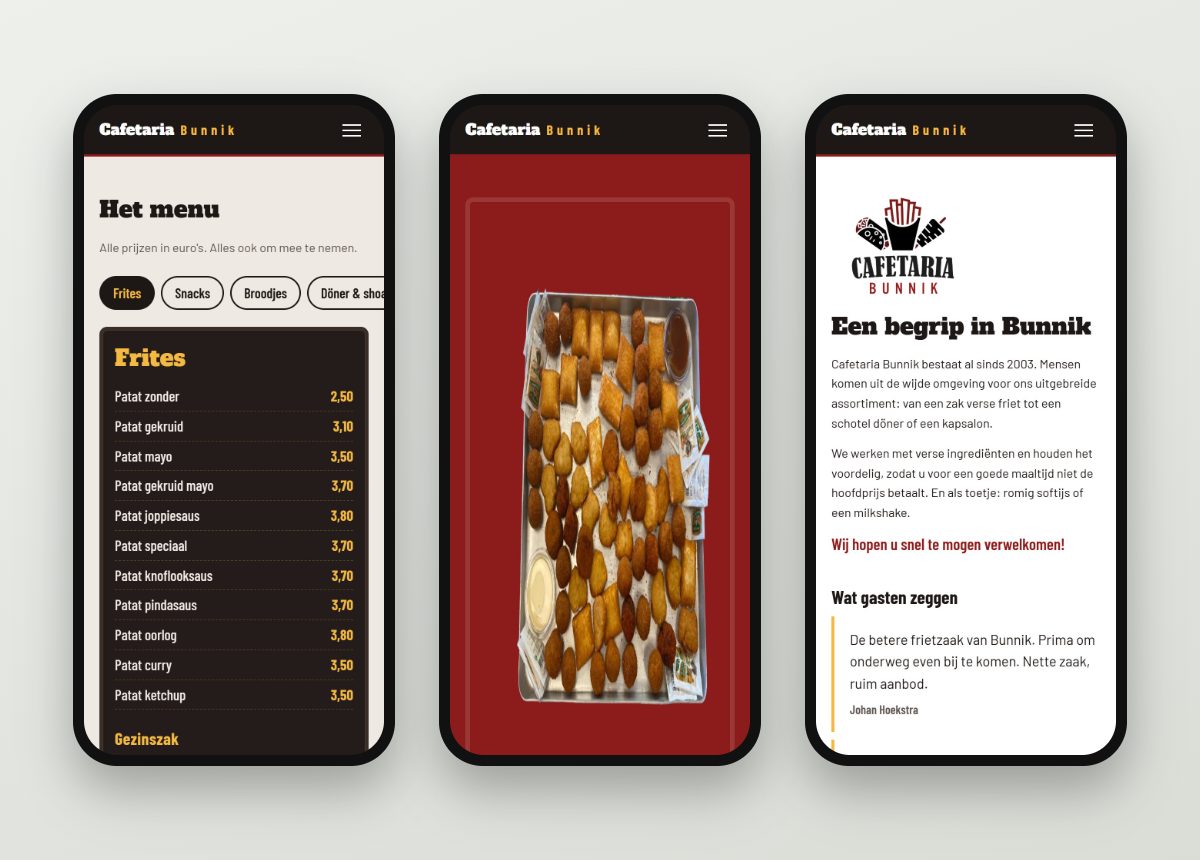 Cafetaria Bunnik
Het menu
Alle prijzen in euro's. Alles ook om mee te nemen.
Frites
Snacks
Broodjes
Döner & shoa
Frites
Patat zonder 2,50
Patat gekruid 3,10
Patat mayo 3,50
Patat gekruid mayo 3,70
Patat joppiesaus 3,80
Patat speciaal 3,70
Patat knoflooksaus 3,70
Patat pindasaus 3,70
Patat oorlog 3,80
Patat curry 3,50
Patat ketchup 3,50
Gezinszak
Cafetaria Bunnik
Cafetaria Bunnik
CAFETARIA
BUNNIK
Een begrip in Bunnik
Cafetaria Bunnik bestaat al sinds 2003. Mensen
komen uit de wijde omgeving voor ons uitgebreide
assortiment: van een zak verse friet tot een
schotel döner of een kapsalon.
We werken met verse ingrediënten en houden het
voordelig, zodat u voor een goede maaltijd niet de
hoofdprijs betaalt. En als toetje: romig softijs of
een milkshake.
Wij hopen u snel te mogen verwelkomen!
Wat gasten zeggen
De betere frietzaak van Bunnik. Prima om
onderweg even bij te komen. Nette zaak,
ruim aanbod.
Johan Hoekstra